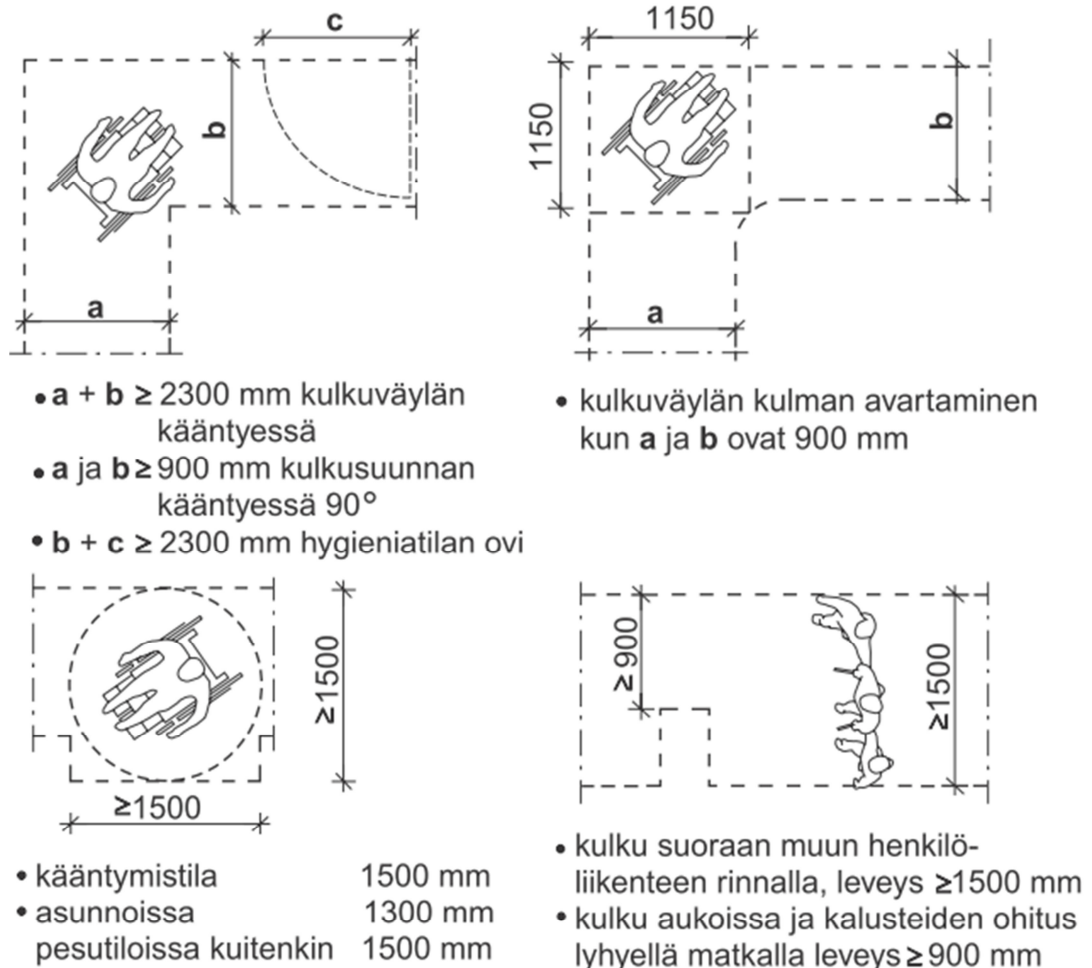 c
b
a
• a + b ≥ 2300 mm kulkuväylän
kääntyessä
• a ja b ≥ 900 mm kulkusuunnan
kääntyessä 90°
• b + c ≥ 2300 mm hygieniatilan ovi
1150
1150
b
a
• kulkuväylän kulman avartaminen
kun a ja b ovat 900 mm
≥1500
≥1500
• kääntymistila 1500 mm
• asunnoissa 1300 mm
pesutiloissa kuitenkin 1500 mm
≥ 900
≥1500
• kulku suoraan muun henkilö-
liikenteen rinnalla, leveys ≥1500 mm
• kulku aukoissa ja kalusteiden ohitus
lyhyellä matkalla leveys ≥ 900 mm